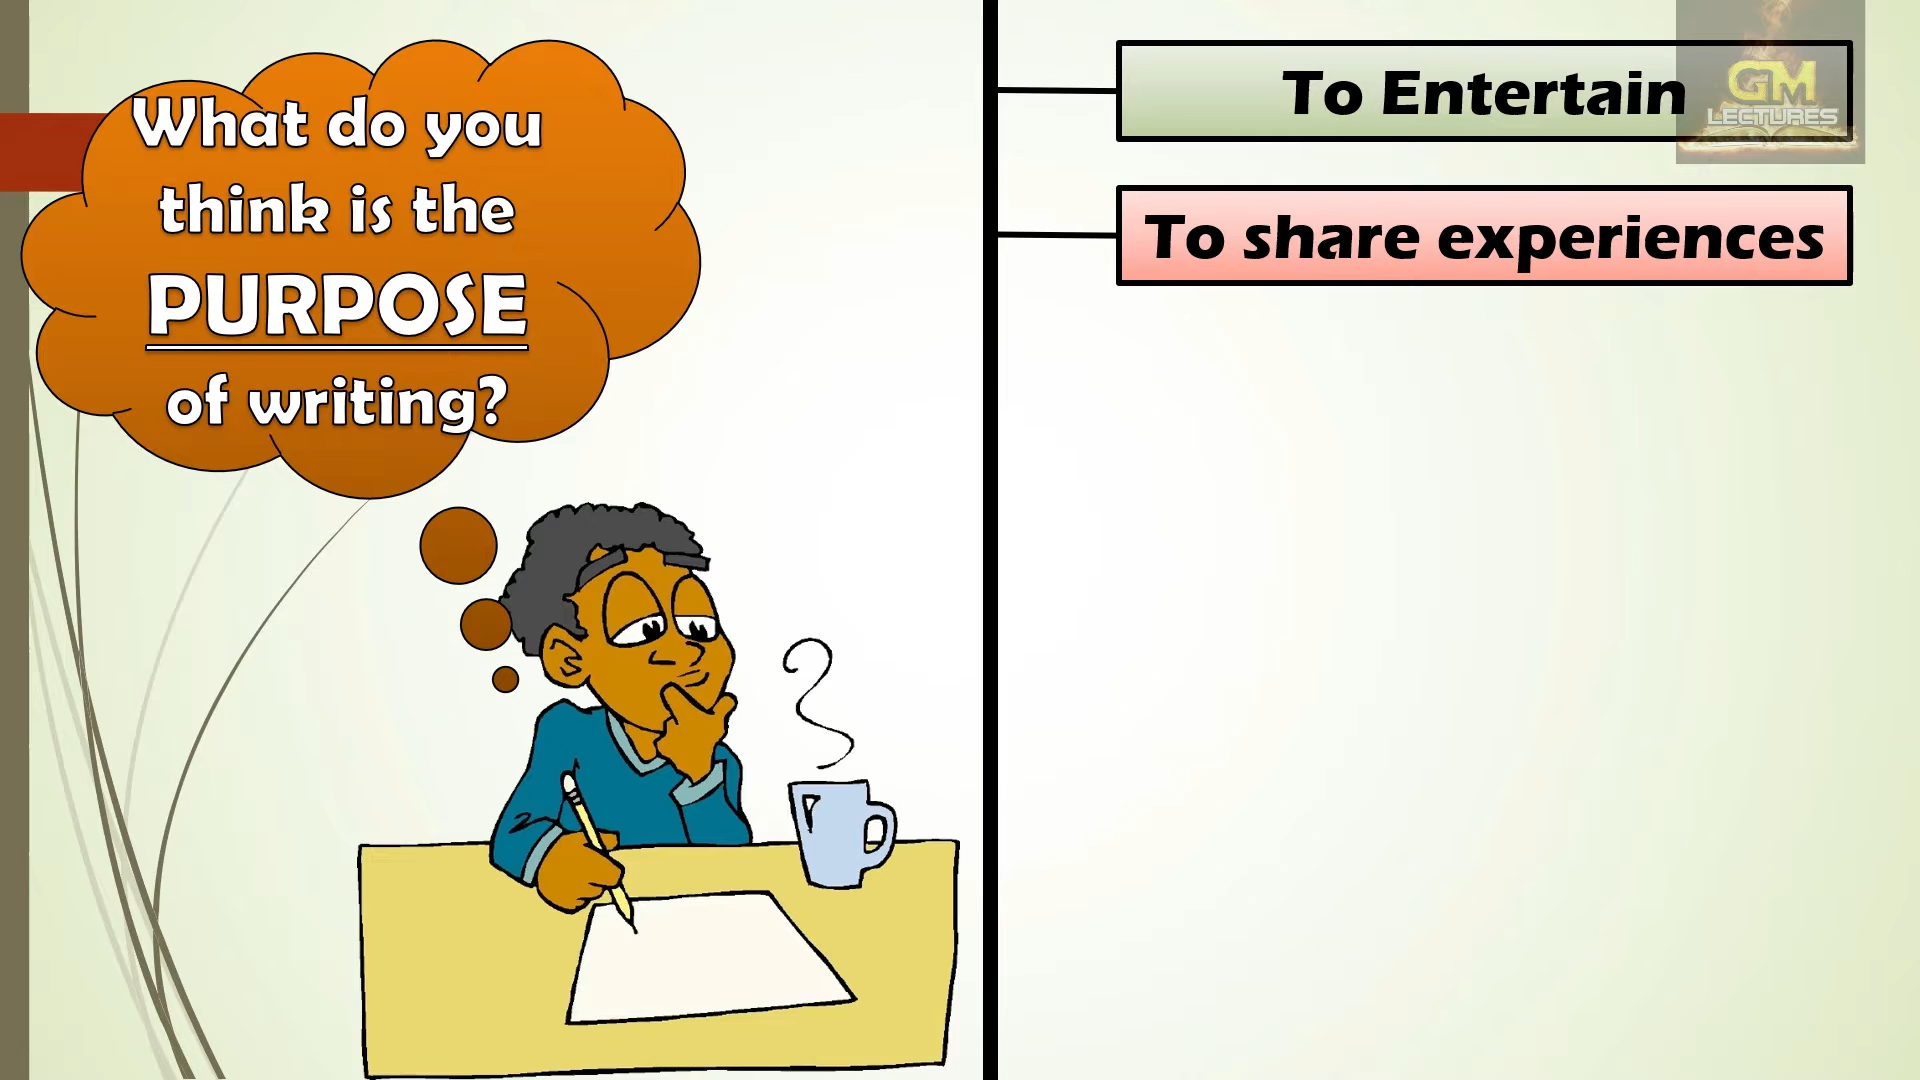 What do you
think is the
PURPOSE
of writing?
To Entertain
GM
LECTURES
To share experiences